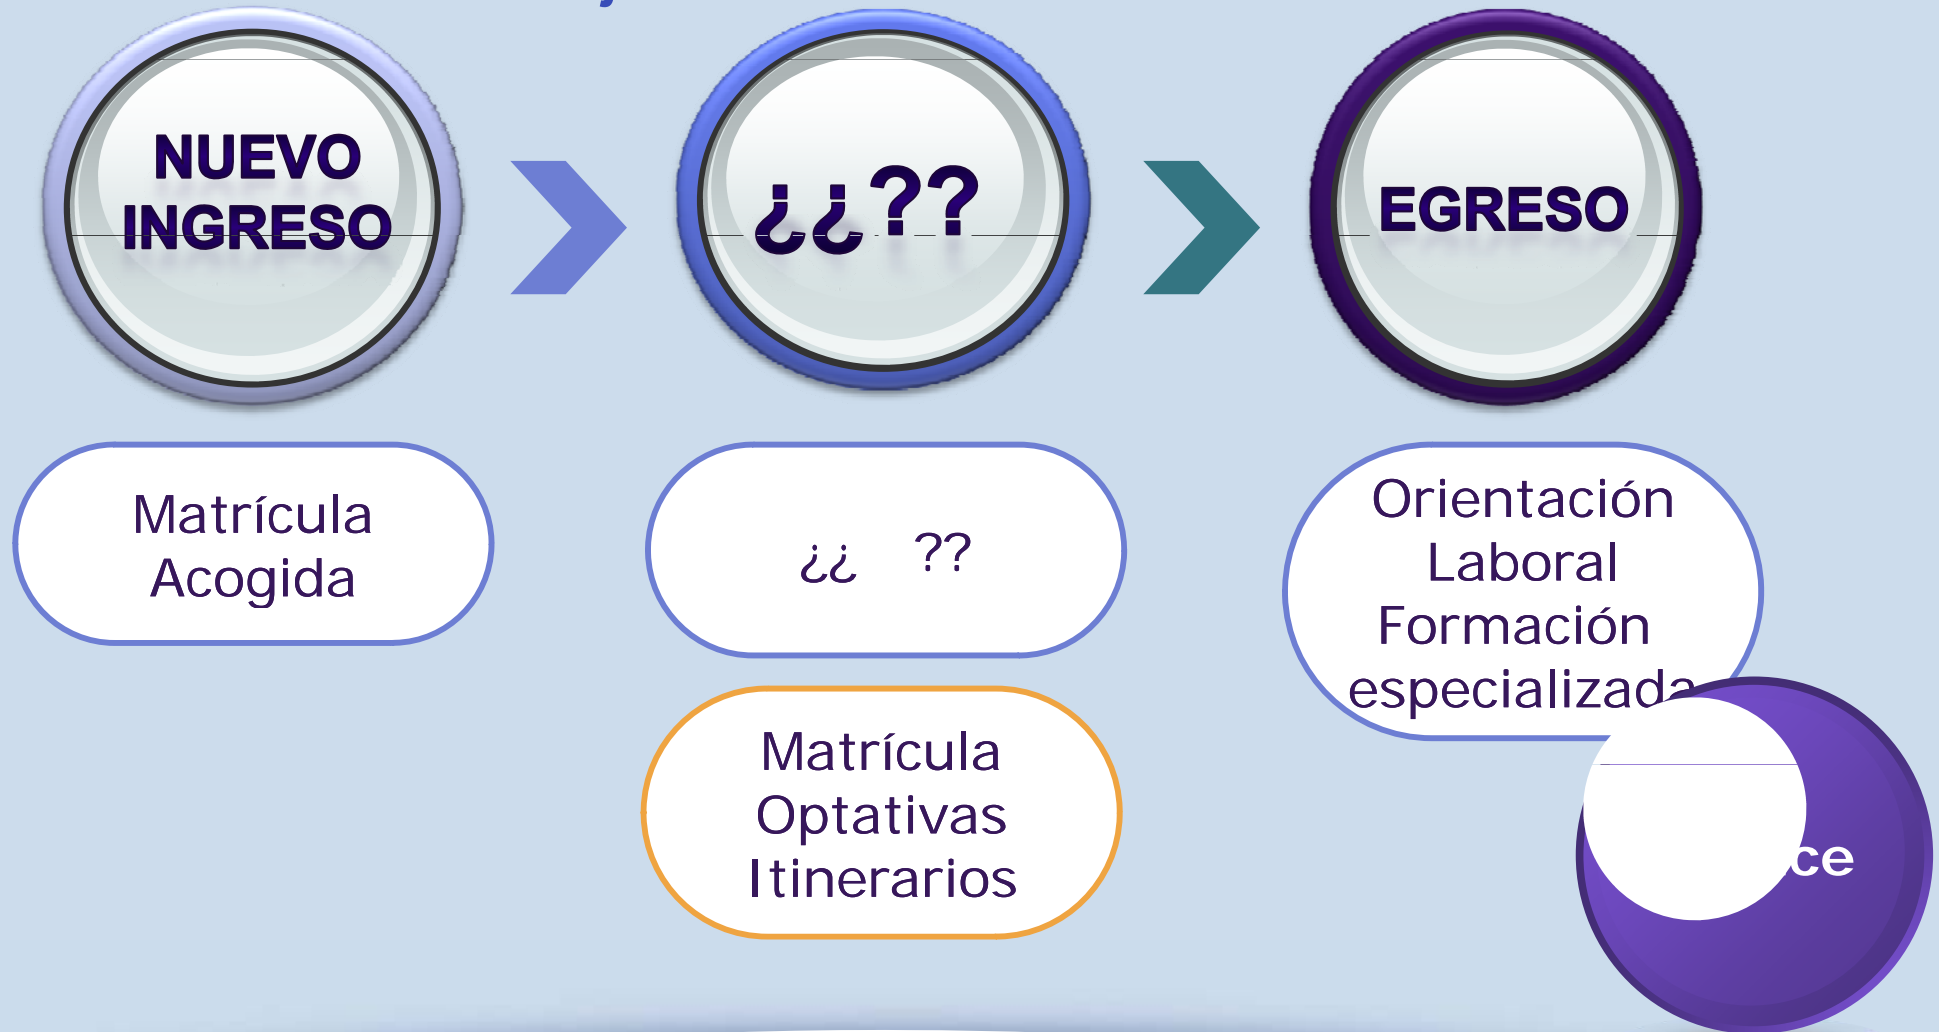 NUEVO
INGRESO
¿¿??
EGRESO
Matrícula
Acogida
¿¿ ??
Matrícula
Optativas
Itinerarios
Orientación
Laboral
Formación
especializada